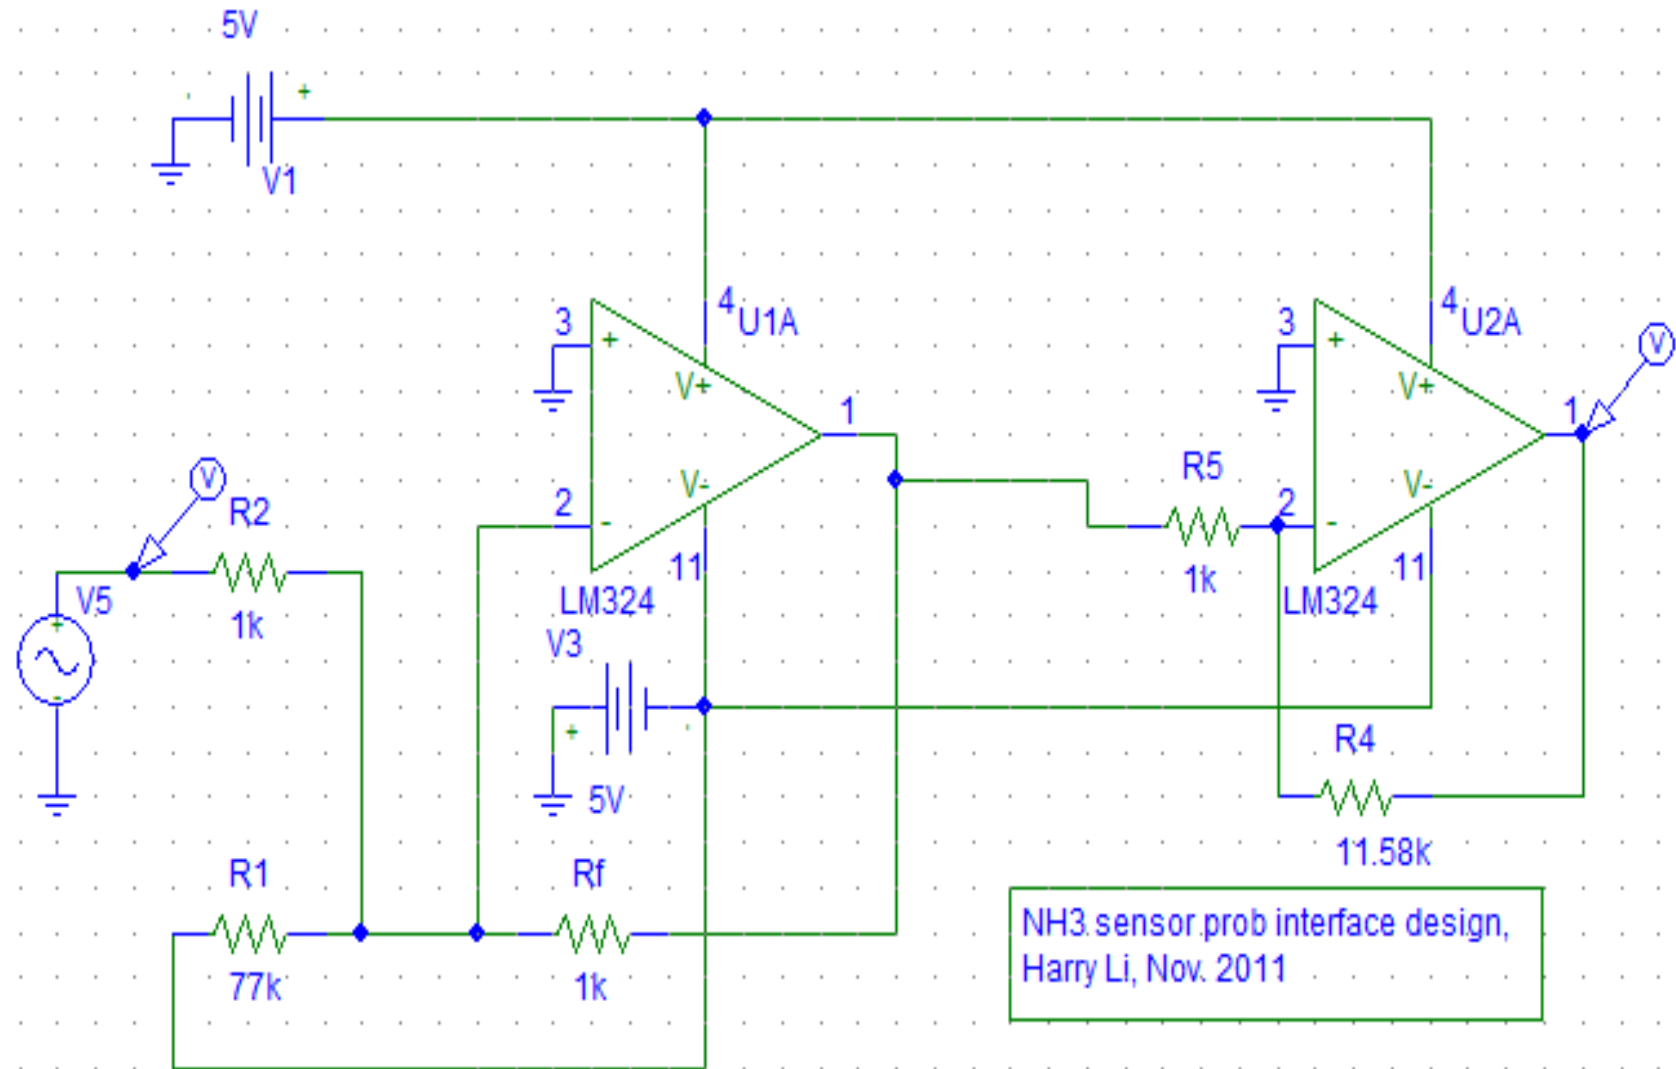 5V
- +
V1
4
U1A
3
+
V+
1
V-
2
-
11
LM324
4
U2A
3
+
V+
1
V-
2
-
11
LM324
V
V
R2
1k
V5
+
-
R5
1k
V3
+ -
5V
R4
11.58k
R1
77k
Rf
1k
NH3 sensor prob interface design,
Harry Li, Nov. 2011